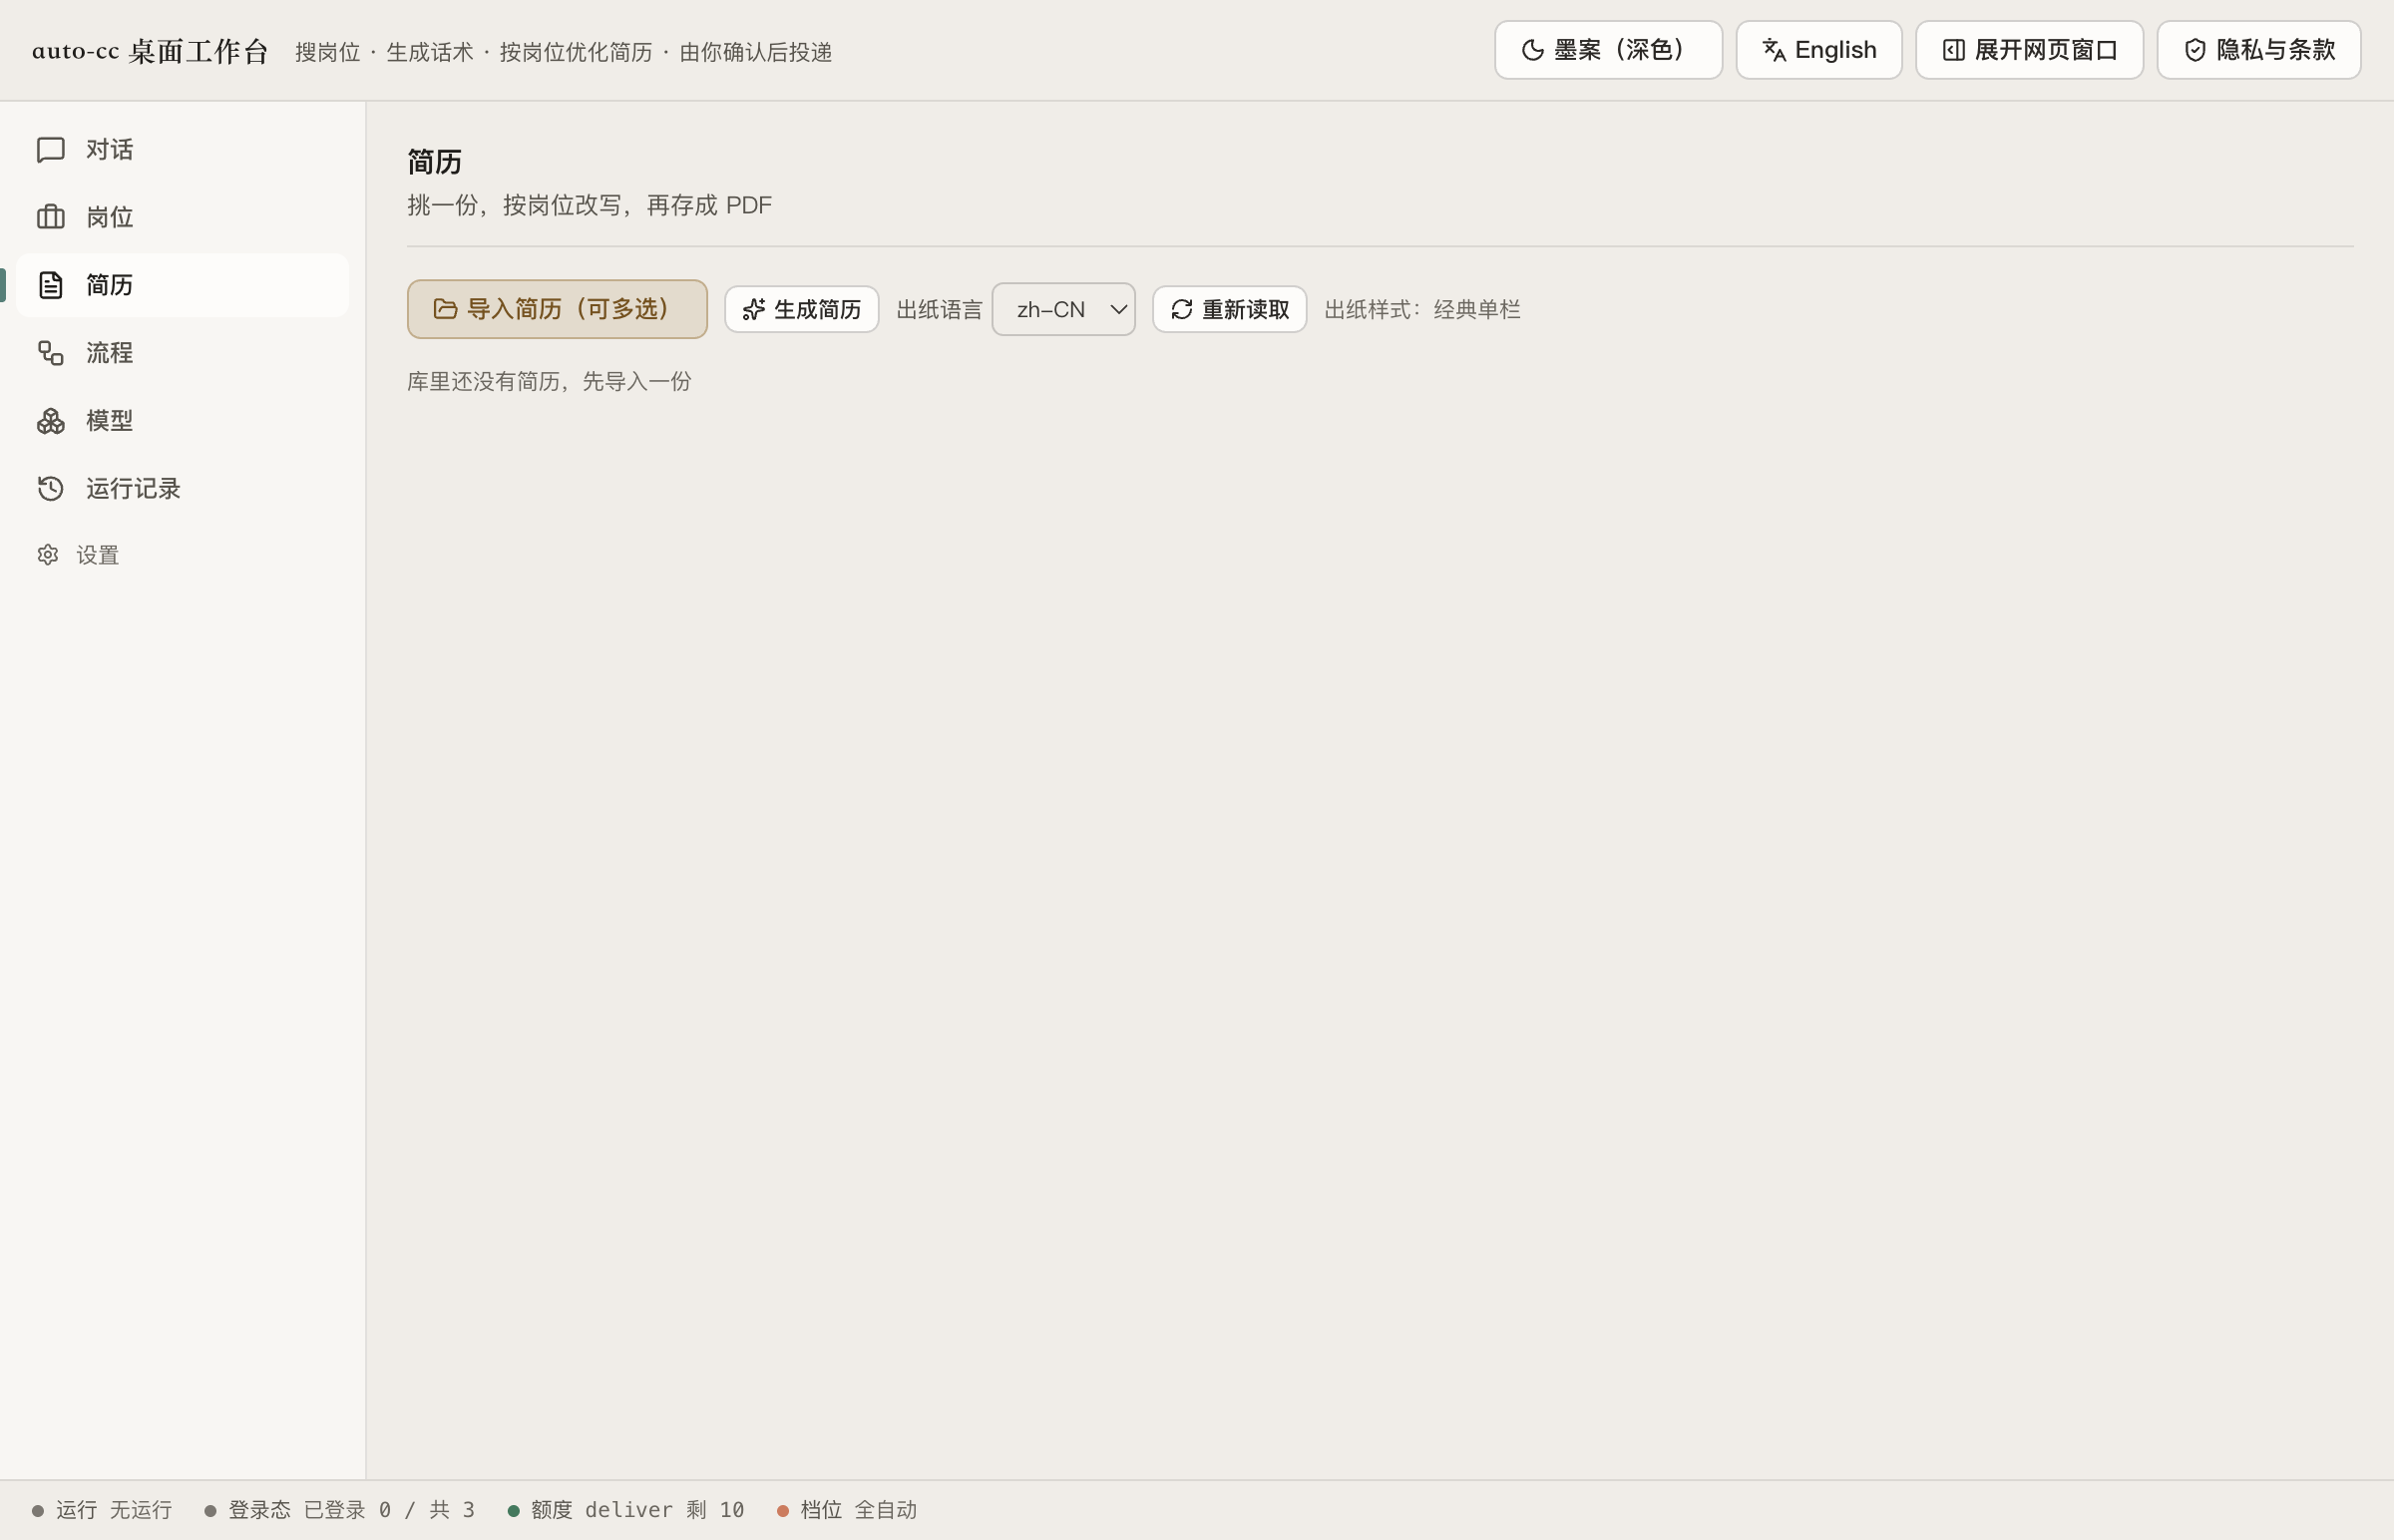 auto-cc 桌面工作台 搜岗位 · 生成话术 · 按岗位优化简历 · 由你确认后投递 墨案（深色） English 展开网页窗口 隐私与条款
对话
岗位
简历
流程
模型
运行记录
设置
简历
挑一份，按岗位改写，再存成 PDF
导入简历（可多选） 生成简历 出纸语言 zh-CN 重新读取 出纸样式：经典单栏
库里还没有简历，先导入一份
运行 无运行 登录态 已登录 0 / 共 3 额度 deliver 剩 10 档位 全自动